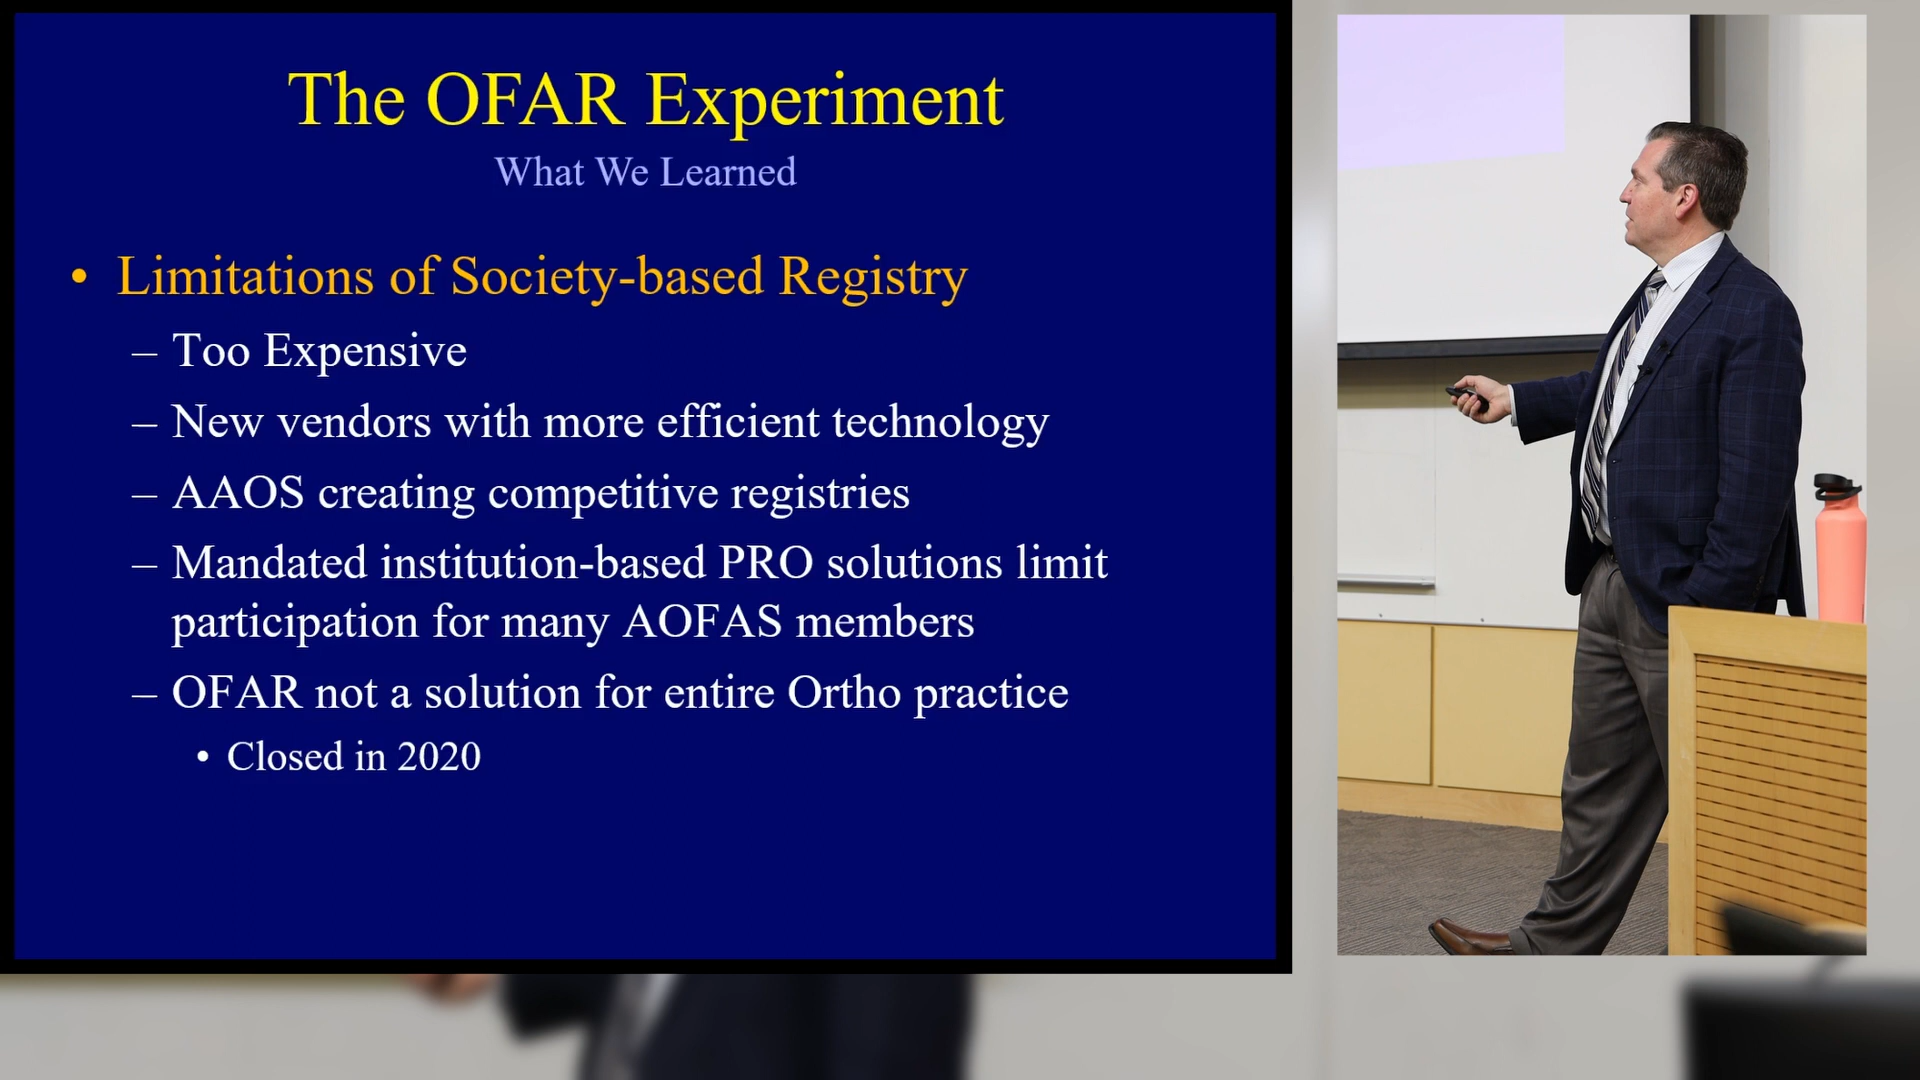 The OFAR Experiment
What We Learned
• Limitations of Society-based Registry
– Too Expensive
– New vendors with more efficient technology
– AAOS creating competitive registries
– Mandated institution-based PRO solutions limit
participation for many AOFAS members
– OFAR not a solution for entire Ortho practice
• Closed in 2020